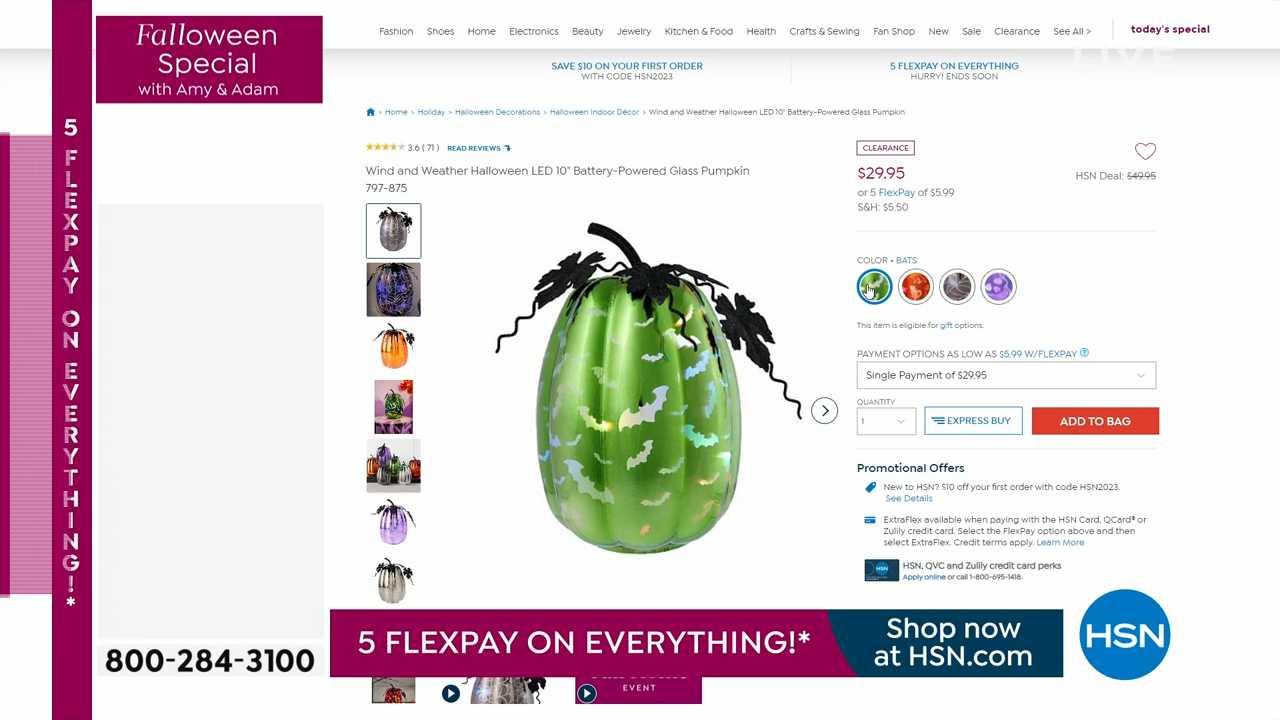 Falloween
Special
with Amy & Adam
5 FLEXPAY ON EVERYTHING!*
Fashion Shoes Home Electronics Beauty Jewelry Kitchen & Food Health Crafts & Sewing Fan Shop New Sale Clearance See All > today's special
LIVE
SAVE $10 ON YOUR FIRST ORDER
WITH CODE HSN2023
5 FLEXPAY ON EVERYTHING
HURRY! ENDS SOON
> Home > Holiday > Halloween Decorations > Halloween Indoor Décor > Wind and Weather Halloween LED 10" Battery-Powered Glass Pumpkin
3.6 ( 71 ) READ REVIEWS
Wind and Weather Halloween LED 10" Battery-Powered Glass Pumpkin
797-875
CLEARANCE
$29.95
HSN Deal: $49.95
or 5 FlexPay of $5.99
S&H: $5.50
COLOR • BATS
This item is eligible for gift options.
PAYMENT OPTIONS AS LOW AS $5.99 W/FLEXPAY ?
Single Payment of $29.95
QUANTITY
1
EXPRESS BUY
ADD TO BAG
Promotional Offers
New to HSN? $10 off your first order with code HSN2023.
See Details
ExtraFlex available when paying with the HSN Card, QCard® or
Zulily credit card. Select the FlexPay option above and then
select ExtraFlex. Credit terms apply. Learn More
HSN
HSN, QVC and Zulily credit card perks
Apply online or call 1-800-695-1418.
800-284-3100
5 FLEXPAY ON EVERYTHING!*
Shop now
at HSN.com
HSN
EVENT